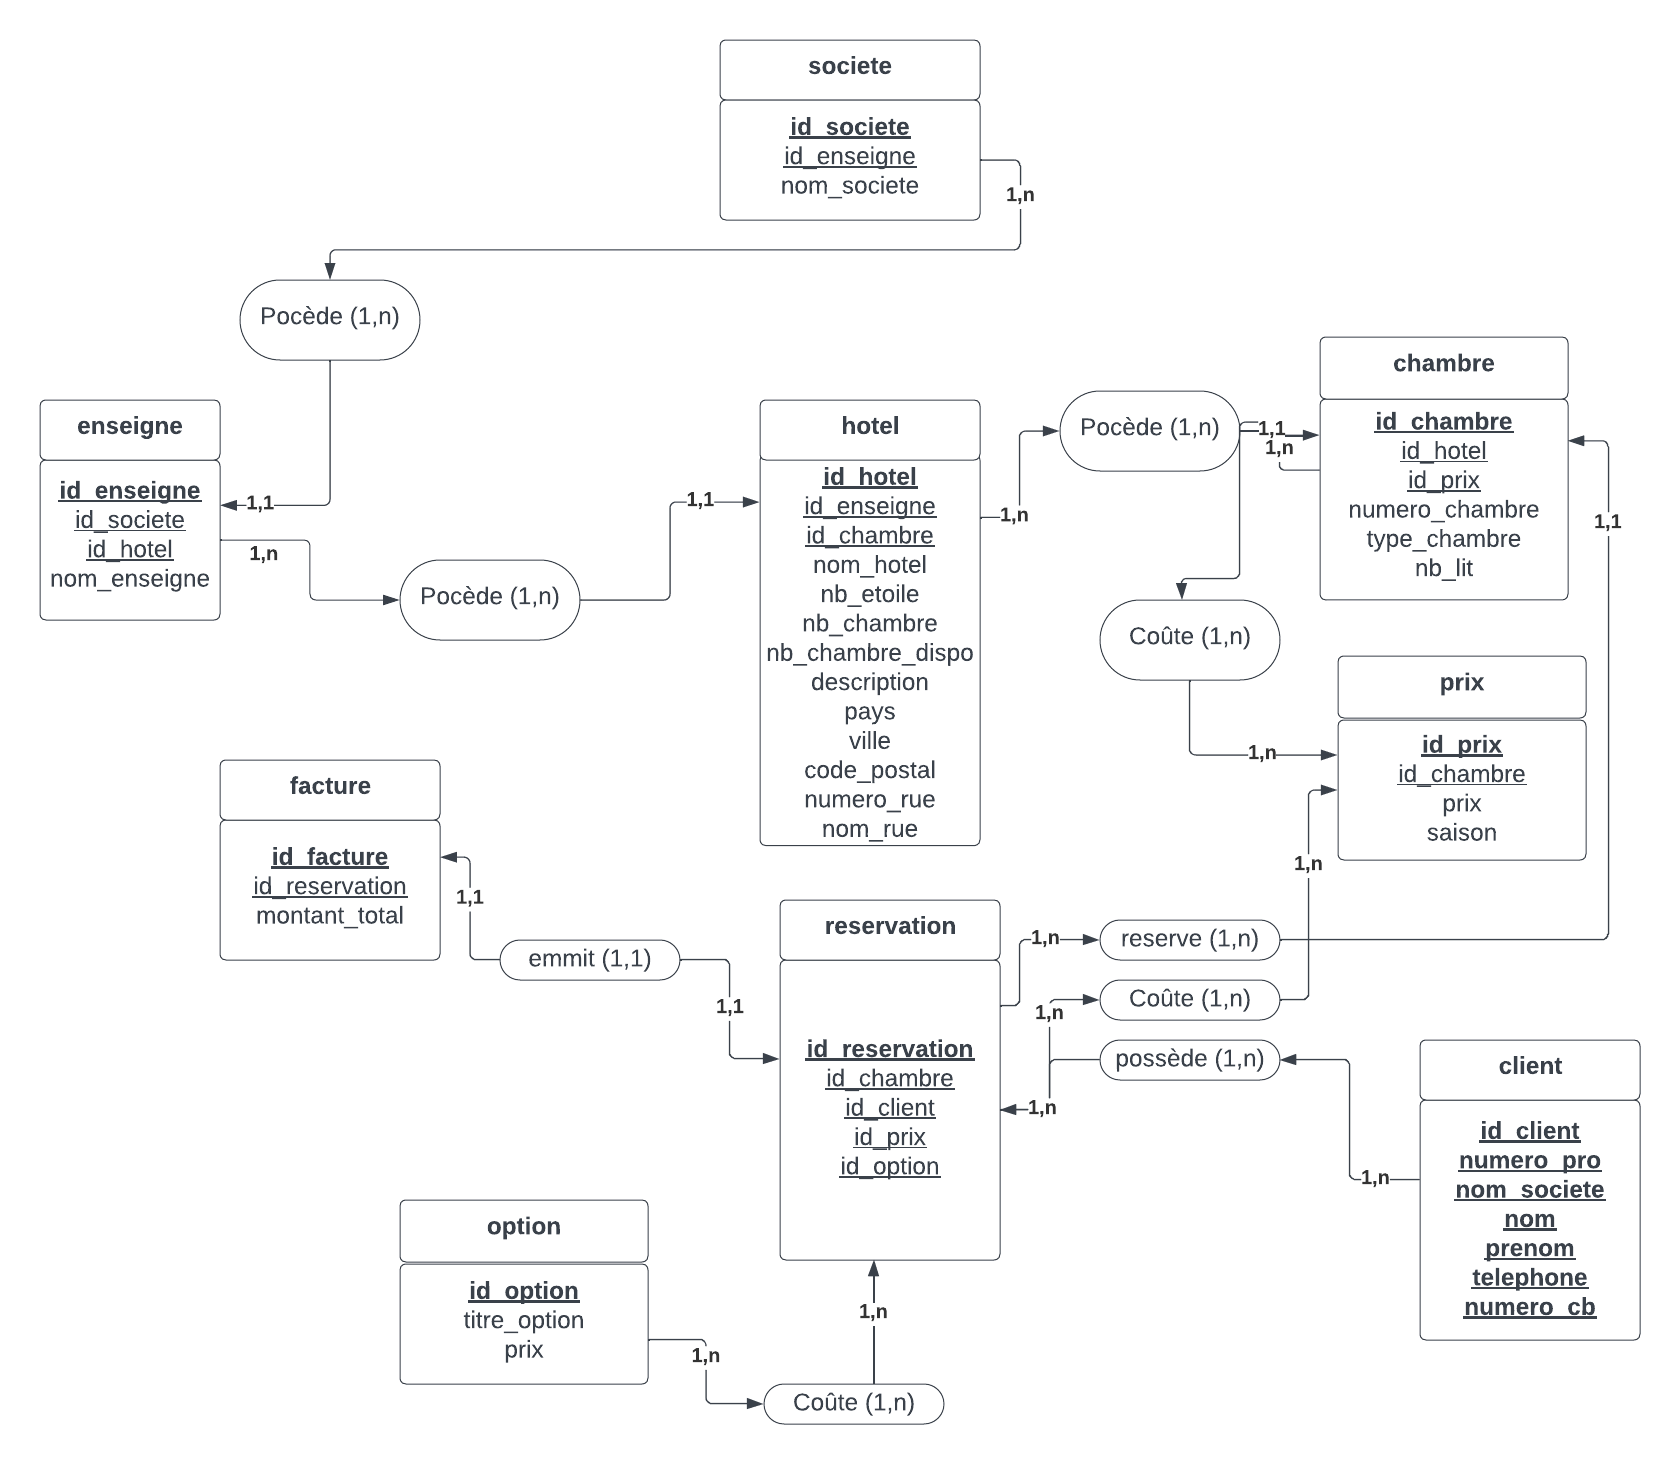 societe
id_societe
id_enseigne
nom_societe
1,n
Pocède (1,n)
enseigne
id_enseigne
id_societe
id_hotel
nom_enseigne
1,1
1,n
Pocède (1,n)
1,1
hotel
id_hotel
id_enseigne
id_chambre
nom_hotel
nb_etoile
nb_chambre
nb_chambre_dispo
description
pays
ville
code_postal
numero_rue
nom_rue
1,n
Pocède (1,n)
1,1
1,n
chambre
id_chambre
id_hotel
id_prix
numero_chambre
type_chambre
nb_lit
1,1
Coûte (1,n)
1,n
prix
id_prix
id_chambre
prix
saison
1,n
facture
id_facture
id_reservation
montant_total
1,1
emmit (1,1)
1,1
reservation
id_reservation
id_chambre
id_client
id_prix
id_option
1,n
reserve (1,n)
1,n
Coûte (1,n)
possède (1,n)
1,n
1,n
client
id_client
numero_pro
nom_societe
nom
prenom
telephone
numero_cb
option
id_option
titre_option
prix
1,n
1,n
Coûte (1,n)